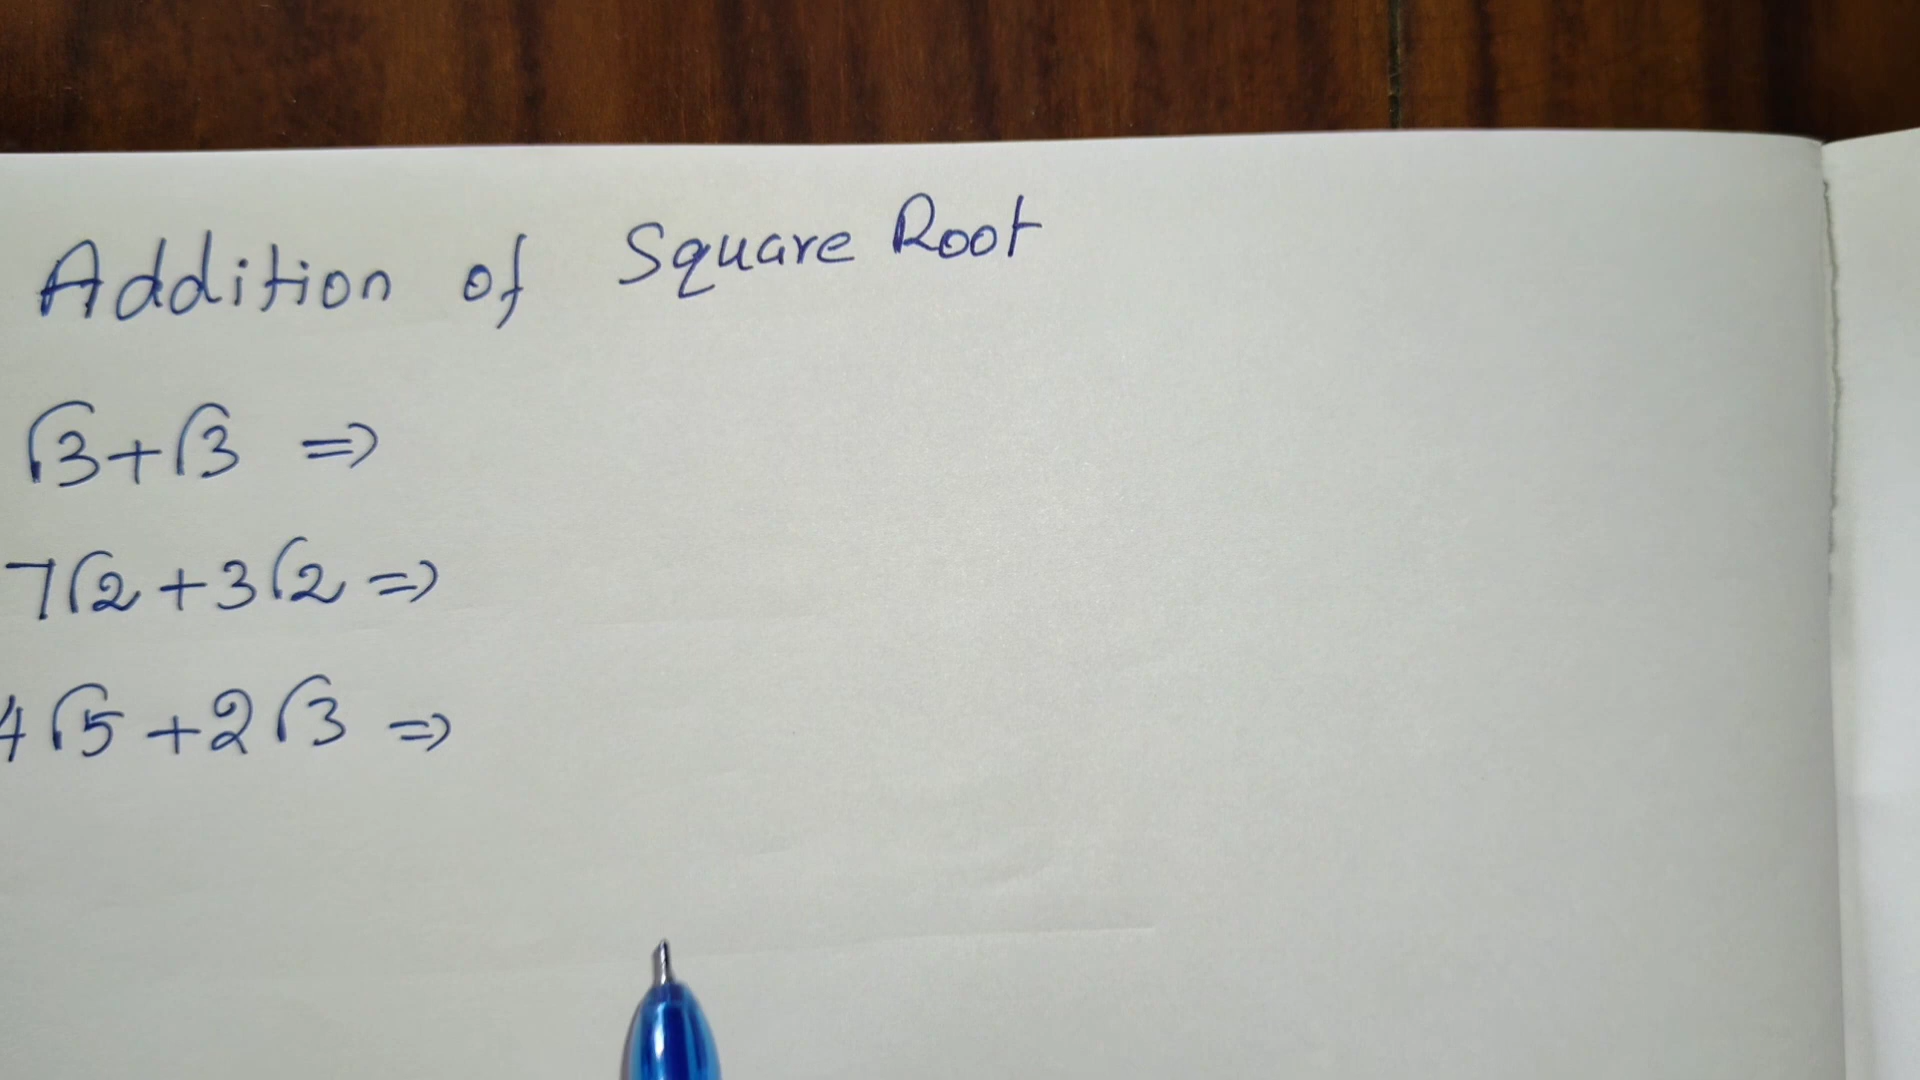 Addition of Square Root
√3+√3 =>
7√2+3√2 =>
4√5+2√3 =>